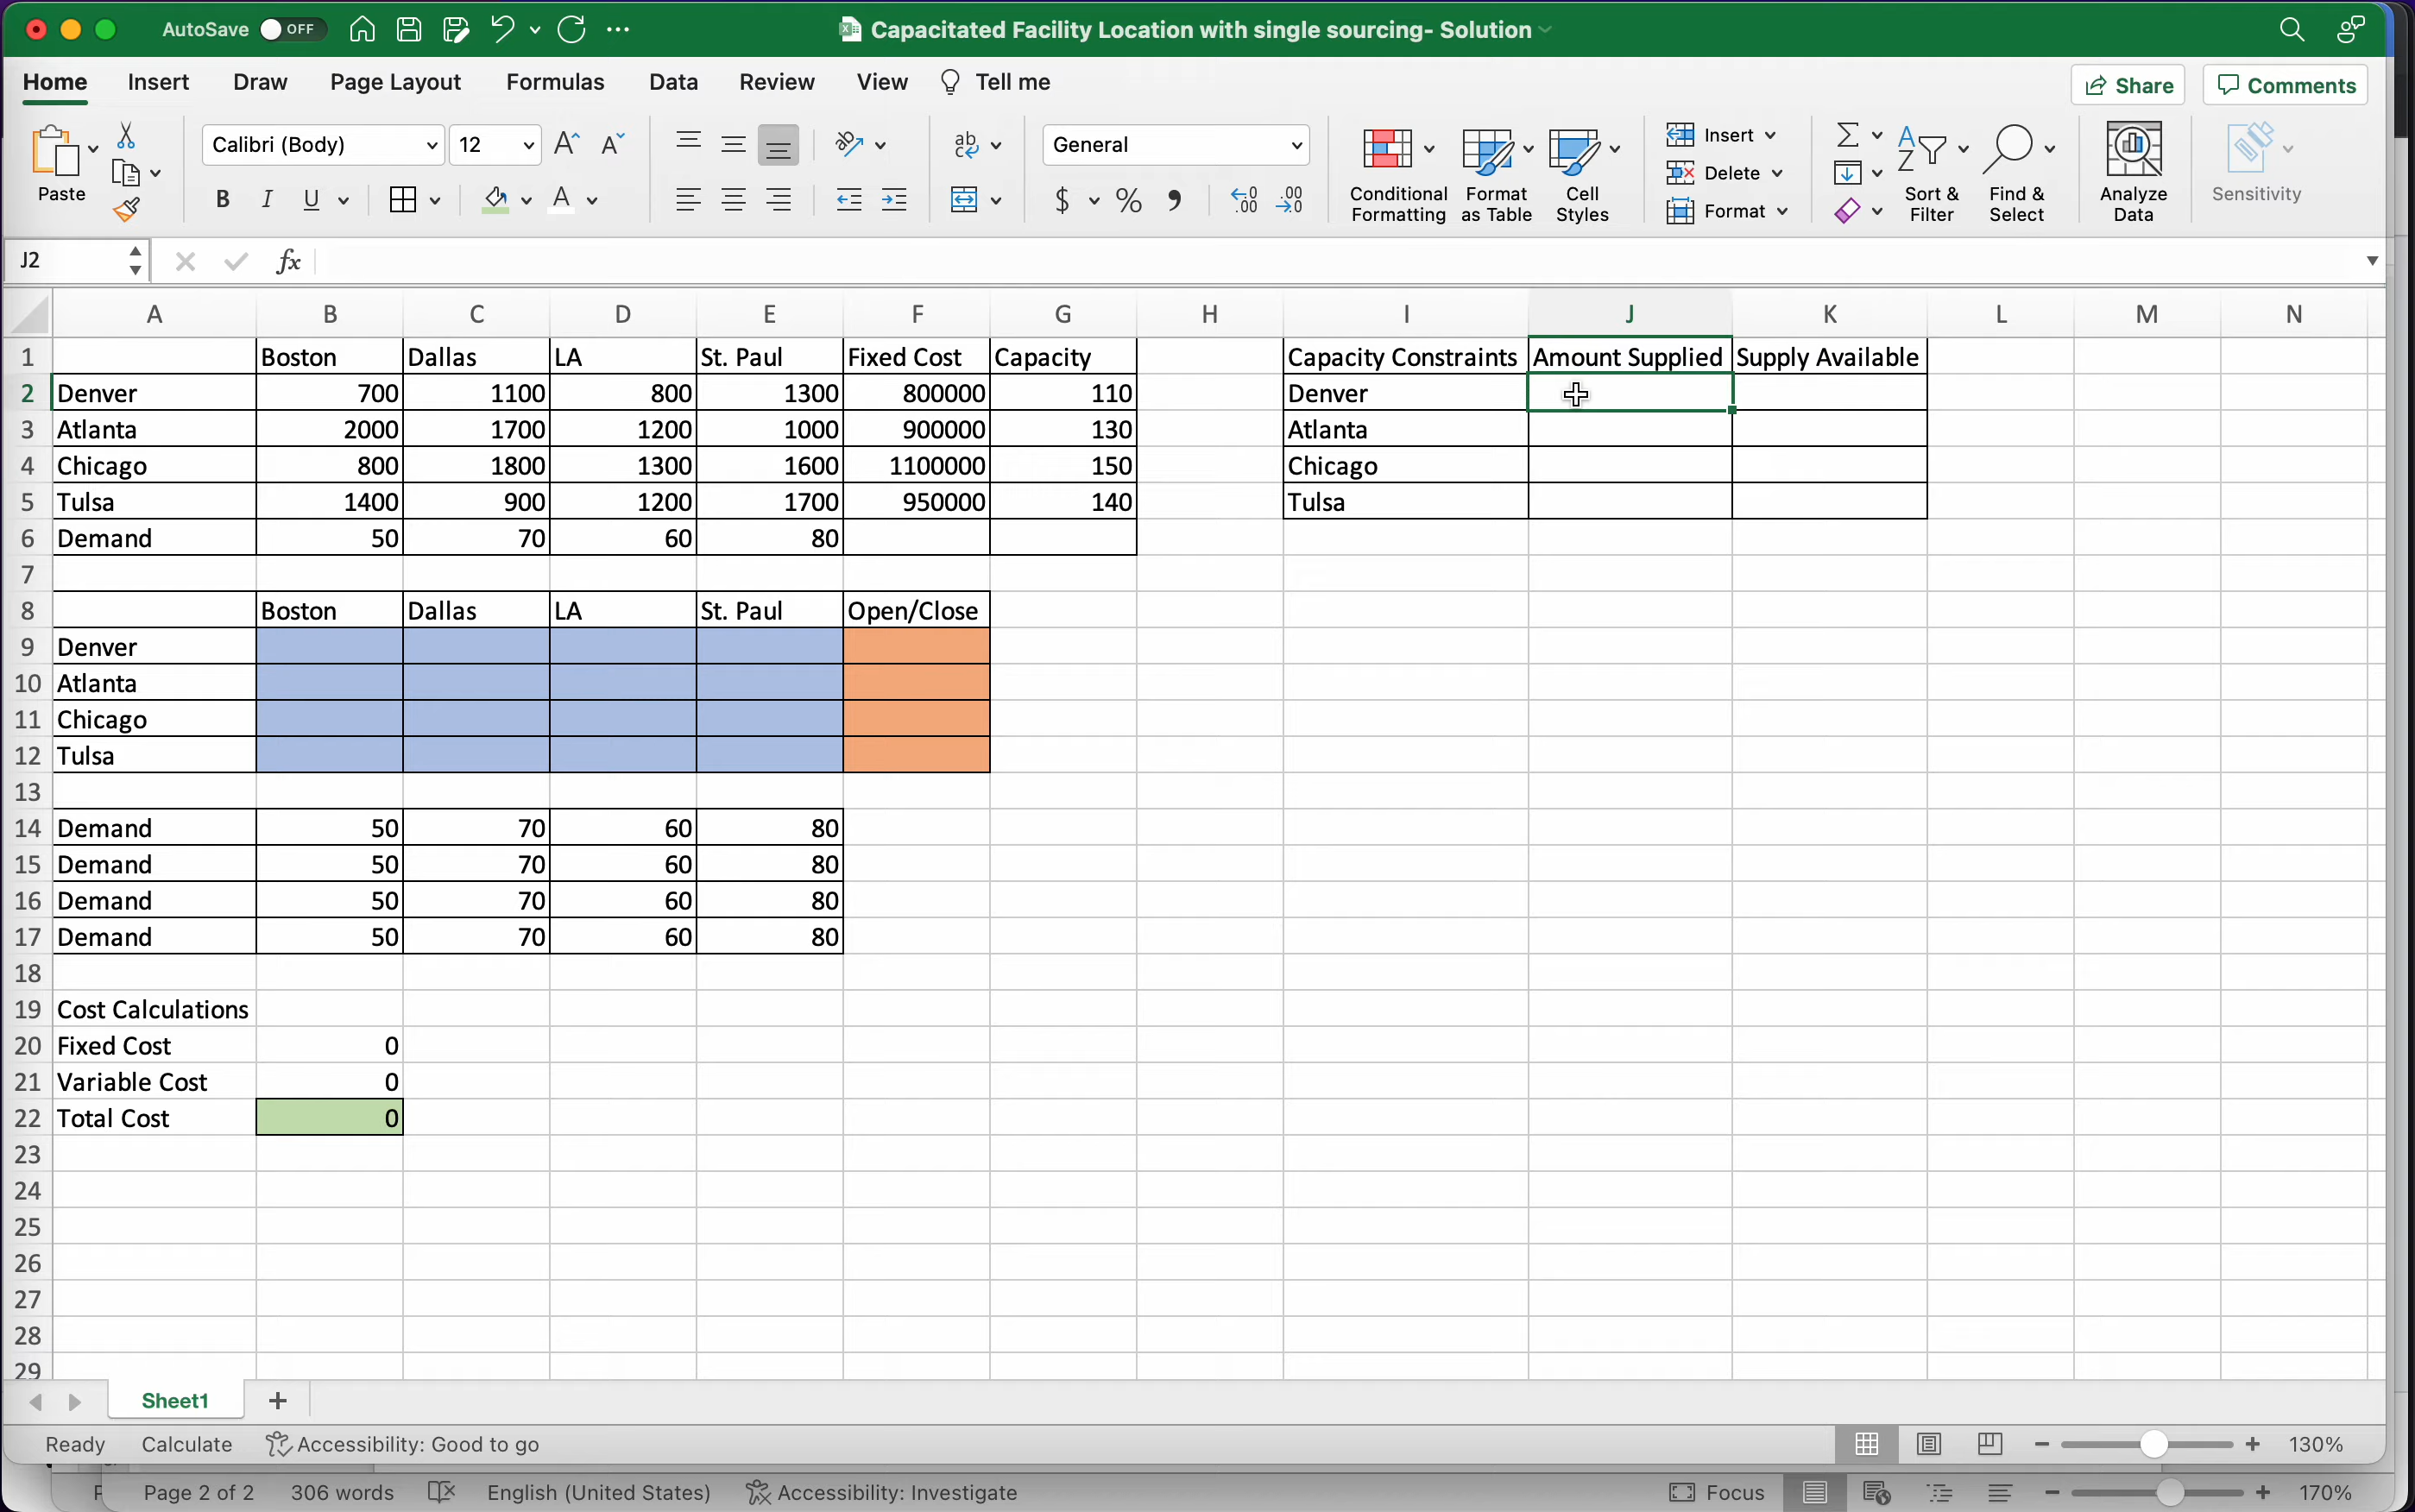 AutoSave OFF Capacitated Facility Location with single sourcing- Solution
Home Insert Draw Page Layout Formulas Data Review View Tell me Share Comments
Paste Calibri (Body) 12 General Conditional Formatting Format as Table Cell Styles Insert Delete Format Sort & Filter Find & Select Analyze Data Sensitivity
J2 fx
A B C D E F G H I J K L M N
1 Boston Dallas LA St. Paul Fixed Cost Capacity Capacity Constraints Amount Supplied Supply Available
2 Denver 700 1100 800 1300 800000 110 Denver
3 Atlanta 2000 1700 1200 1000 900000 130 Atlanta
4 Chicago 800 1800 1300 1600 1100000 150 Chicago
5 Tulsa 1400 900 1200 1700 950000 140 Tulsa
6 Demand 50 70 60 80
7
8 Boston Dallas LA St. Paul Open/Close
9 Denver
10 Atlanta
11 Chicago
12 Tulsa
13
14 Demand 50 70 60 80
15 Demand 50 70 60 80
16 Demand 50 70 60 80
17 Demand 50 70 60 80
18
19 Cost Calculations
20 Fixed Cost 0
21 Variable Cost 0
22 Total Cost 0
23
24
25
26
27
28
29
Sheet1 +
Ready Calculate Accessibility: Good to go 130%
Page 2 of 2 306 words English (United States) Accessibility: Investigate Focus 170%